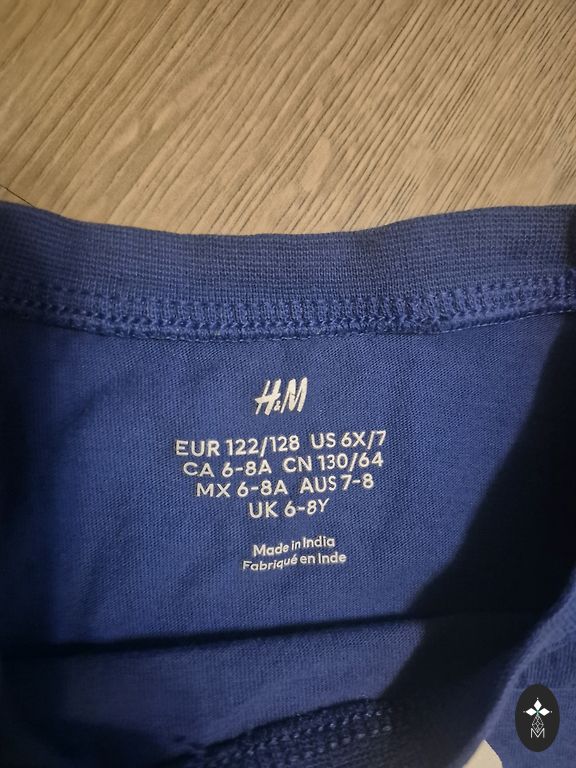 H&M
EUR 122/128 US 6X/7
CA 6-8A CN 130/64
MX 6-8A AUS 7-8
UK 6-8Y
Made in India
Fabriqué en Inde
M